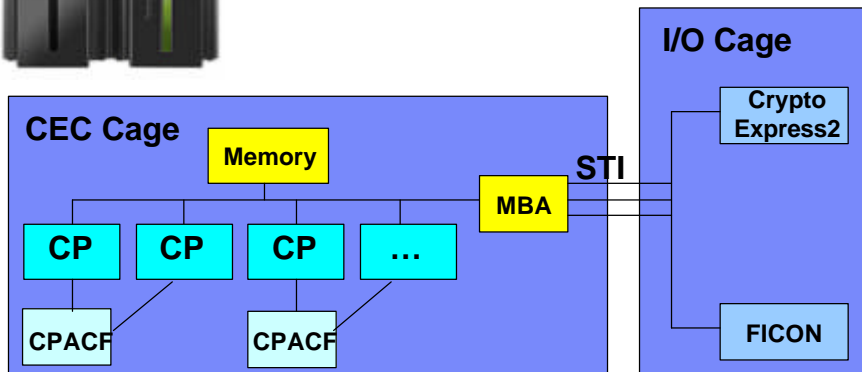 I/O Cage
Crypto
Express2
CEC Cage
Memory
STI
MBA
CP
CP
CP
...
CPACF
CPACF
FICON